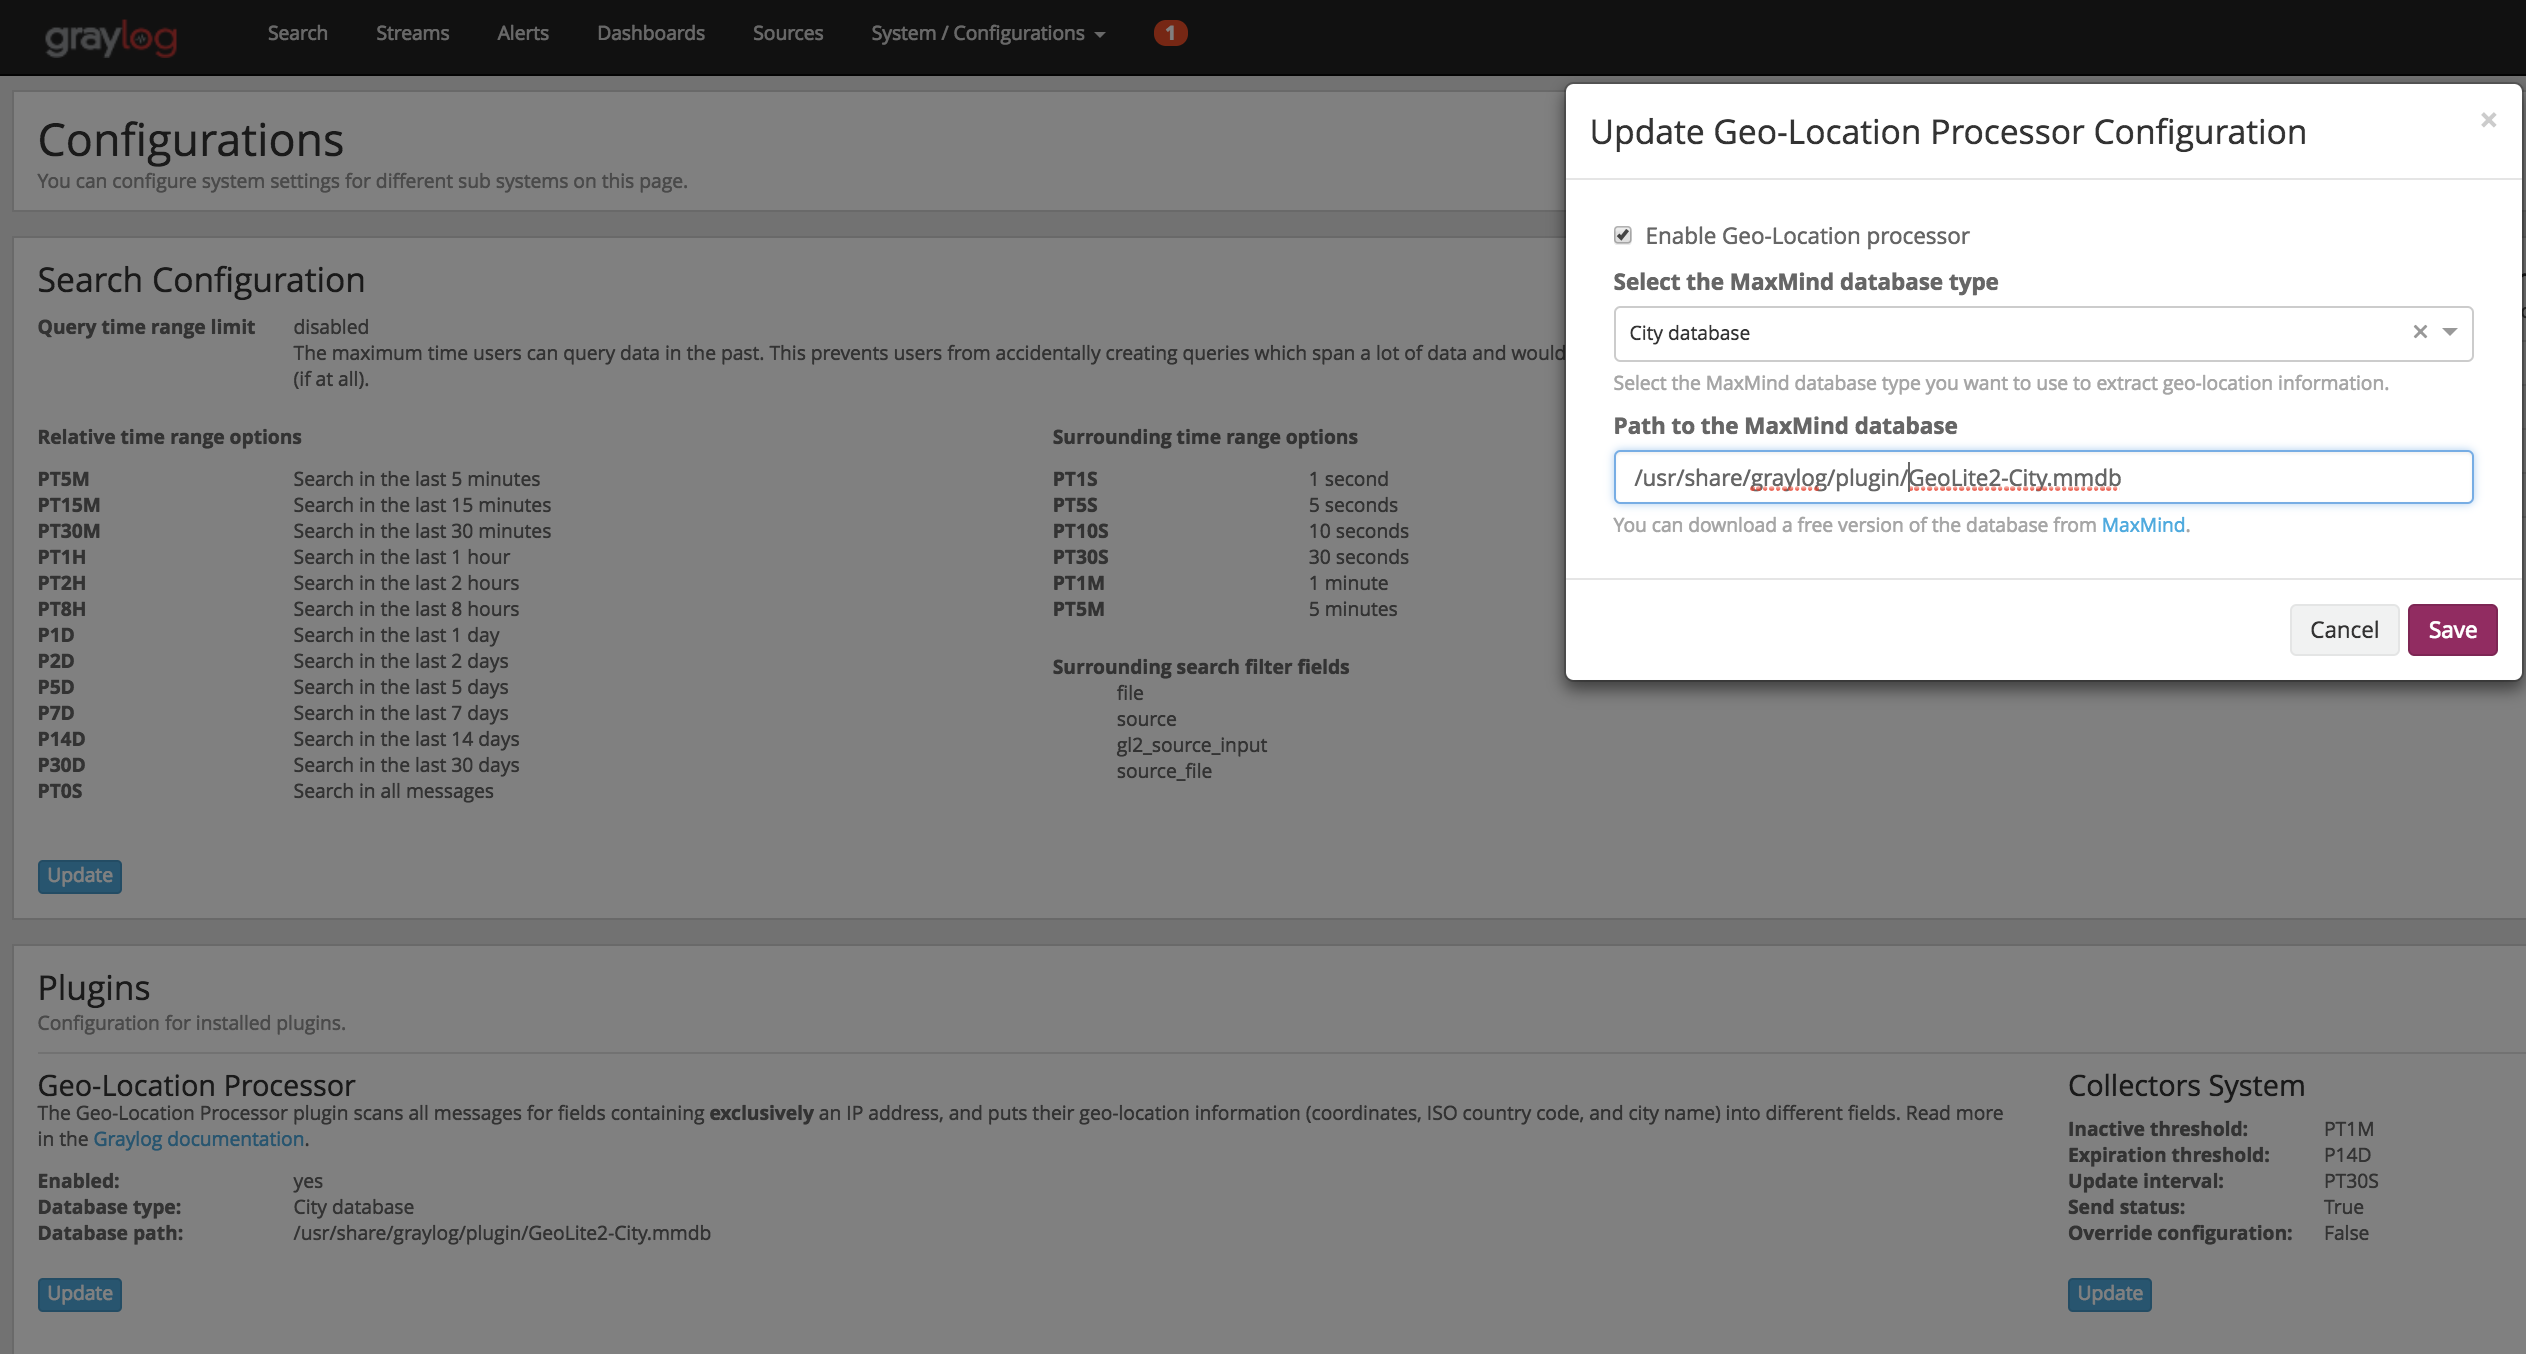 graylog
Search Streams Alerts Dashboards Sources System / Configurations 1
Configurations
You can configure system settings for different sub systems on this page.
Search Configuration
Query time range limit disabled
The maximum time users can query data in the past. This prevents users from accidentally creating queries which span a lot of data and would
(if at all).
Relative time range options
PT5M Search in the last 5 minutes
PT15M Search in the last 15 minutes
PT30M Search in the last 30 minutes
PT1H Search in the last 1 hour
PT2H Search in the last 2 hours
PT8H Search in the last 8 hours
P1D Search in the last 1 day
P2D Search in the last 2 days
P5D Search in the last 5 days
P7D Search in the last 7 days
P14D Search in the last 14 days
P30D Search in the last 30 days
PT0S Search in all messages
Surrounding time range options
PT1S 1 second
PT5S 5 seconds
PT10S 10 seconds
PT30S 30 seconds
PT1M 1 minute
PT5M 5 minutes
Surrounding search filter fields
file
source
gl2_source_input
source_file
Update
Update Geo-Location Processor Configuration ×
Enable Geo-Location processor
Select the MaxMind database type
City database ×
Select the MaxMind database type you want to use to extract geo-location information.
Path to the MaxMind database
/usr/share/graylog/plugin/GeoLite2-City.mmdb
You can download a free version of the database from MaxMind.
Cancel Save
Plugins
Configuration for installed plugins.
Geo-Location Processor
The Geo-Location Processor plugin scans all messages for fields containing exclusively an IP address, and puts their geo-location information (coordinates, ISO country code, and city name) into different fields. Read more
in the Graylog documentation.
Enabled: yes
Database type: City database
Database path: /usr/share/graylog/plugin/GeoLite2-City.mmdb
Update
Collectors System
Inactive threshold: PT1M
Expiration threshold: P14D
Update interval: PT30S
Send status: True
Override configuration: False
Update